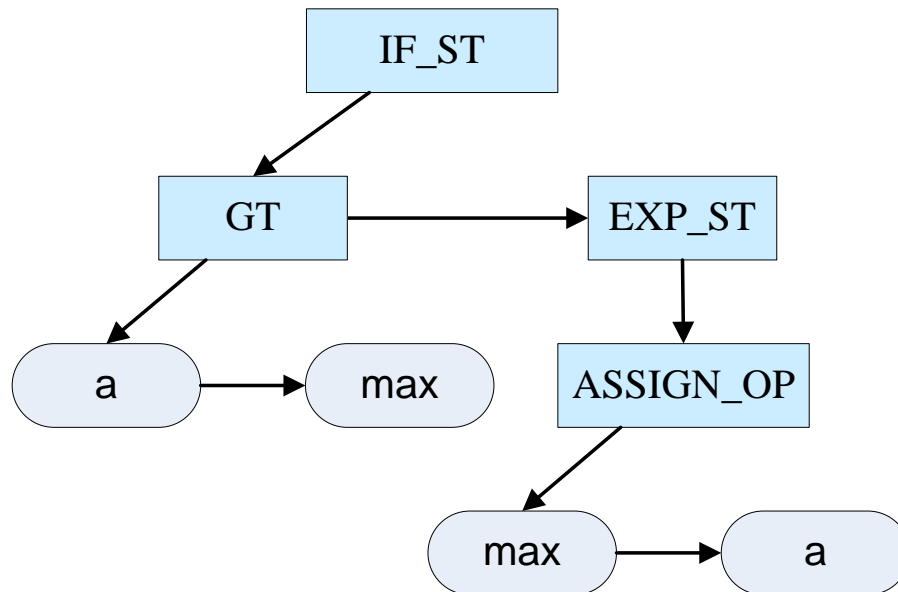 IF_ST
GT
EXP_ST
a
max
ASSIGN_OP
max
a